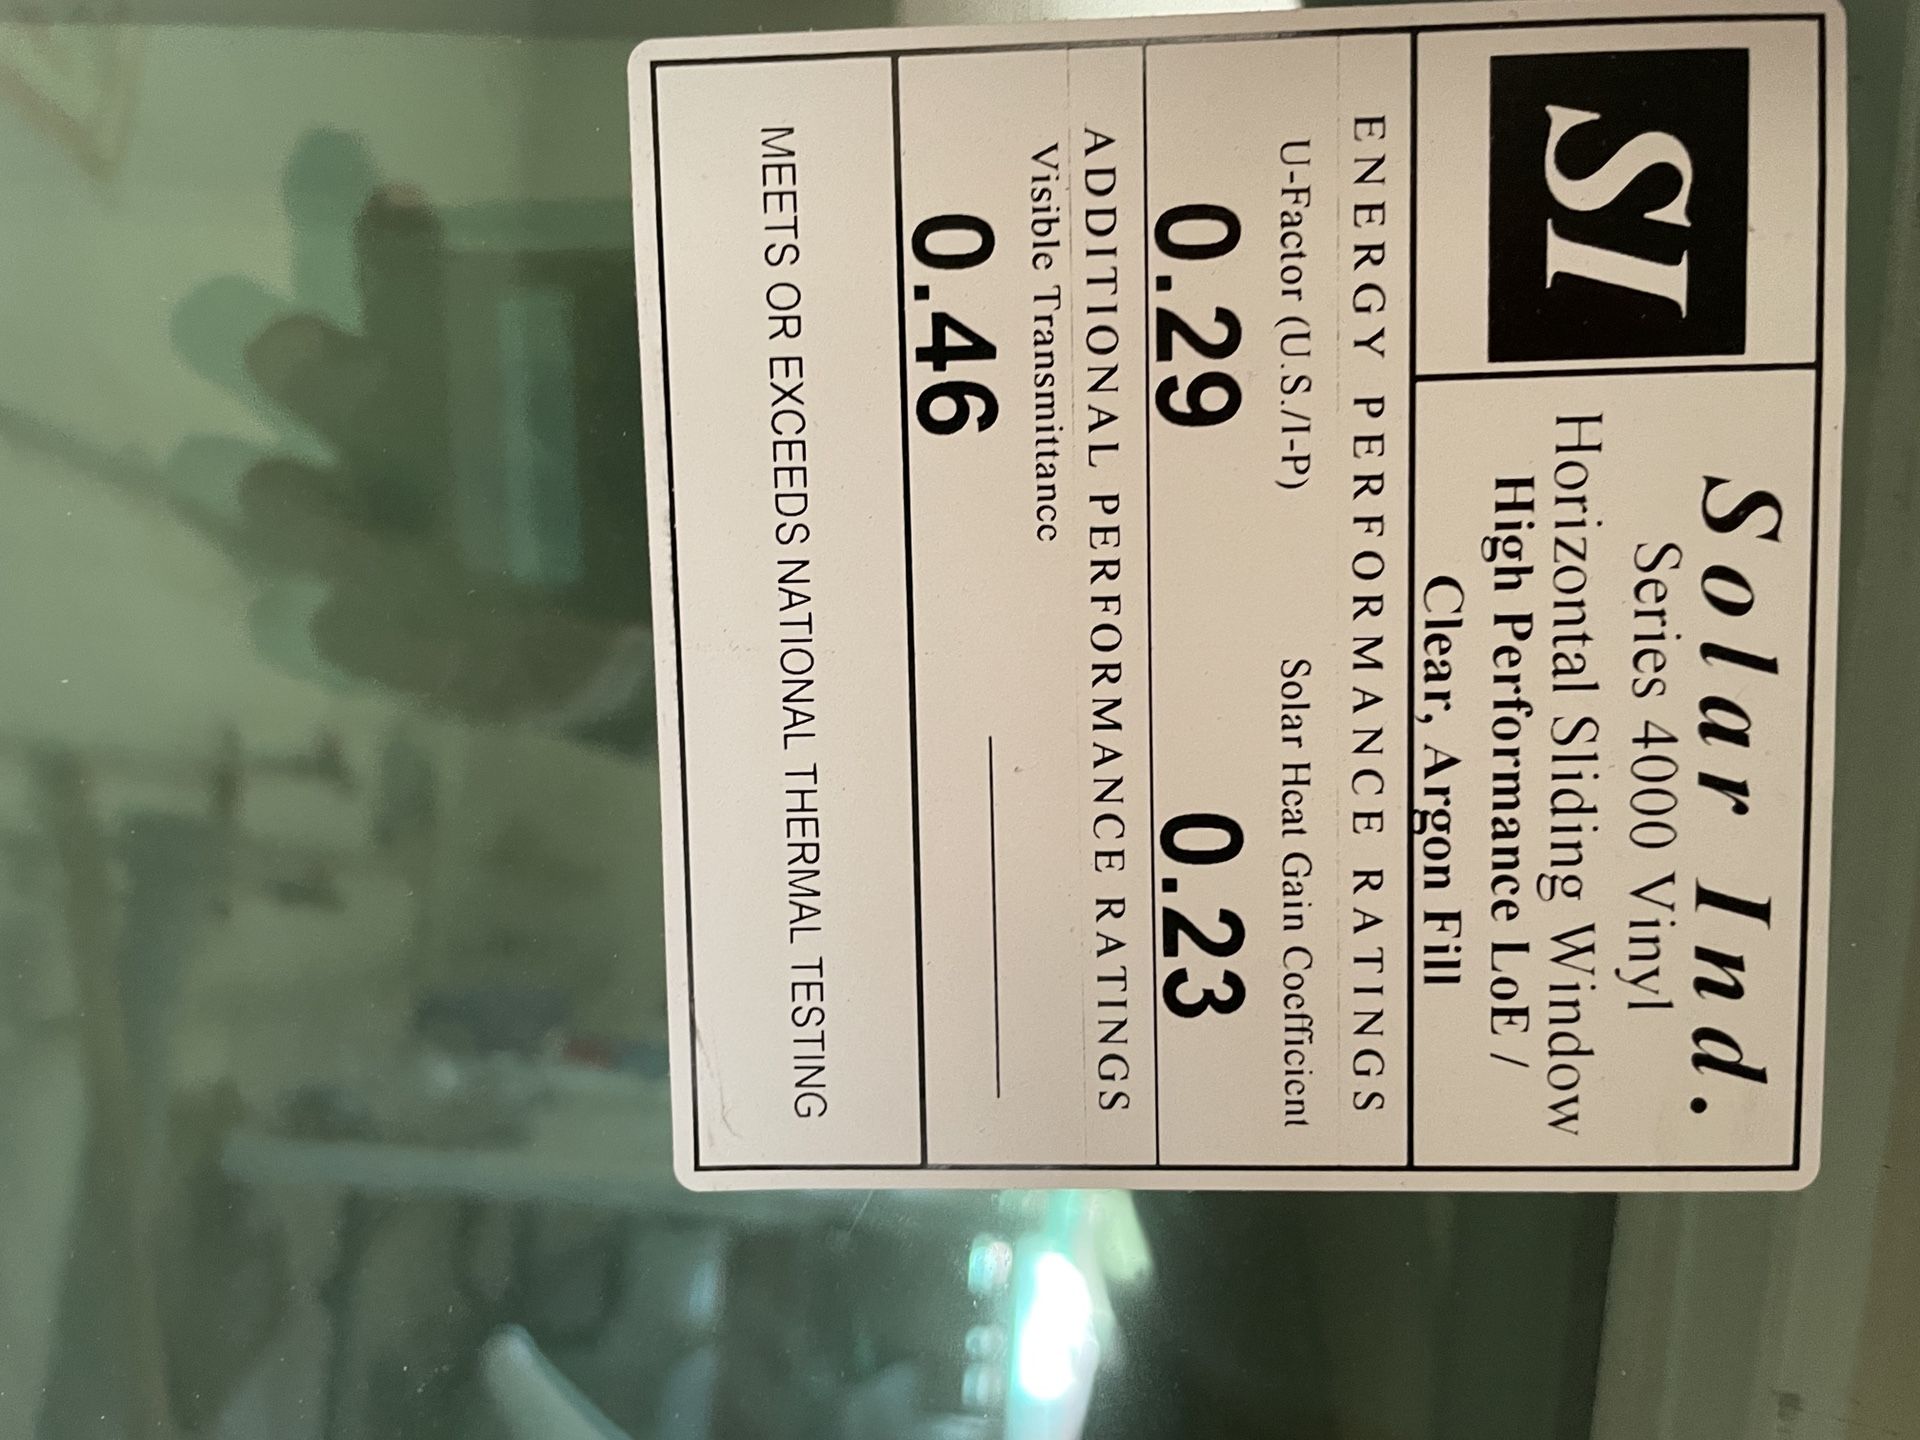 SI
Solar Ind.
Series 4000 Vinyl
Horizontal Sliding Window
High Performance LoE /
Clear, Argon Fill
ENERGY PERFORMANCE RATINGS
U-Factor (U.S./I-P)
Solar Heat Gain Coefficient
0.29
0.23
ADDITIONAL PERFORMANCE RATINGS
Visible Transmittance
0.46
MEETS OR EXCEEDS NATIONAL THERMAL TESTING